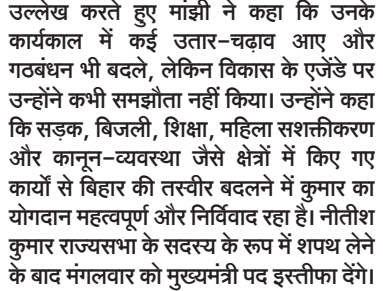 उल्लेख करते हुए मांझी ने कहा कि उनके
कार्यकाल में कई उतार-चढ़ाव आए और
गठबंधन भी बदले, लेकिन विकास के एजेंडे पर
उन्होंने कभी समझौता नहीं किया। उन्होंने कहा
कि सड़क, बिजली, शिक्षा, महिला सशक्तीकरण
और कानून-व्यवस्था जैसे क्षेत्रों में किए गए
कार्यों से बिहार की तस्वीर बदलने में कुमार का
योगदान महत्वपूर्ण और निर्विवाद रहा है। नीतीश
कुमार राज्यसभा के सदस्य के रूप में शपथ लेने
के बाद मंगलवार को मुख्यमंत्री पद इस्तीफा देंगे।